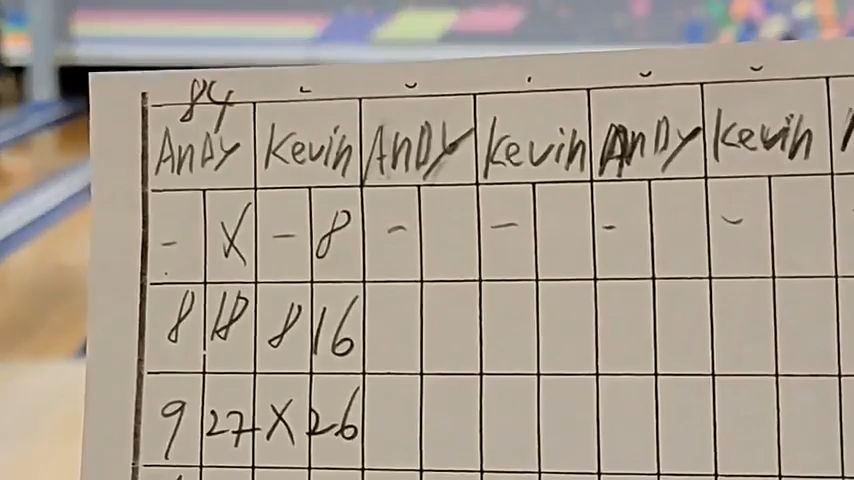 84
AnDy Kevin AnDy Kevin AnDy Kevin
- X - 8 - - - -
8 18 8 16
9 27 X 26